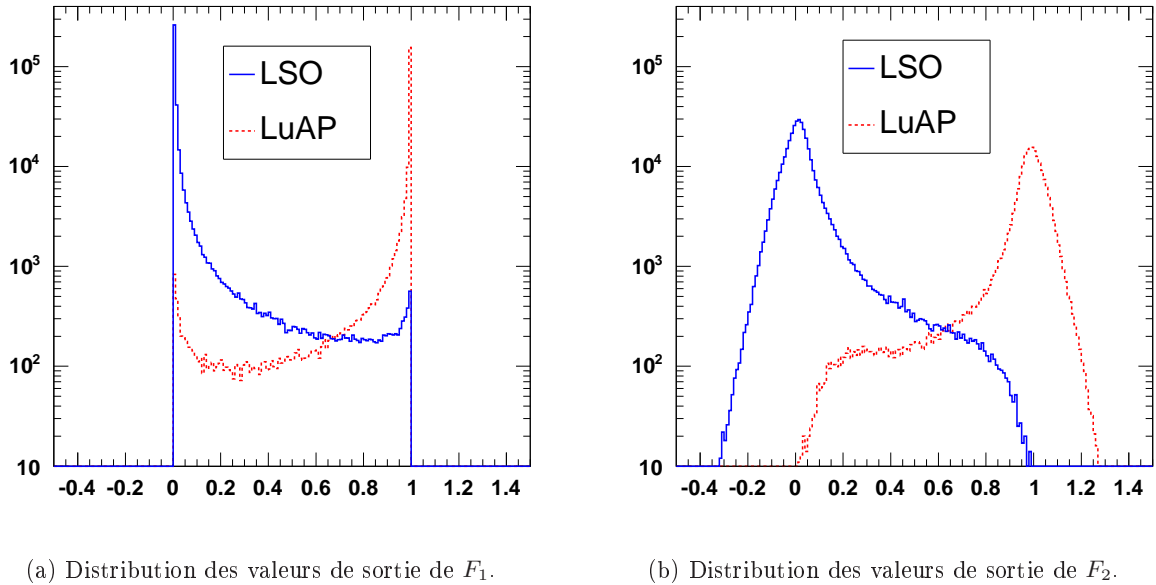 10⁵
10⁴
10³
10²
10
-0.4 -0.2 0 0.2 0.4 0.6 0.8 1 1.2 1.4
LSO
LuAP
(a) Distribution des valeurs de sortie de F₁.
10⁵
10⁴
10³
10²
10
-0.4 -0.2 0 0.2 0.4 0.6 0.8 1 1.2 1.4
LSO
LuAP
(b) Distribution des valeurs de sortie de F₂.